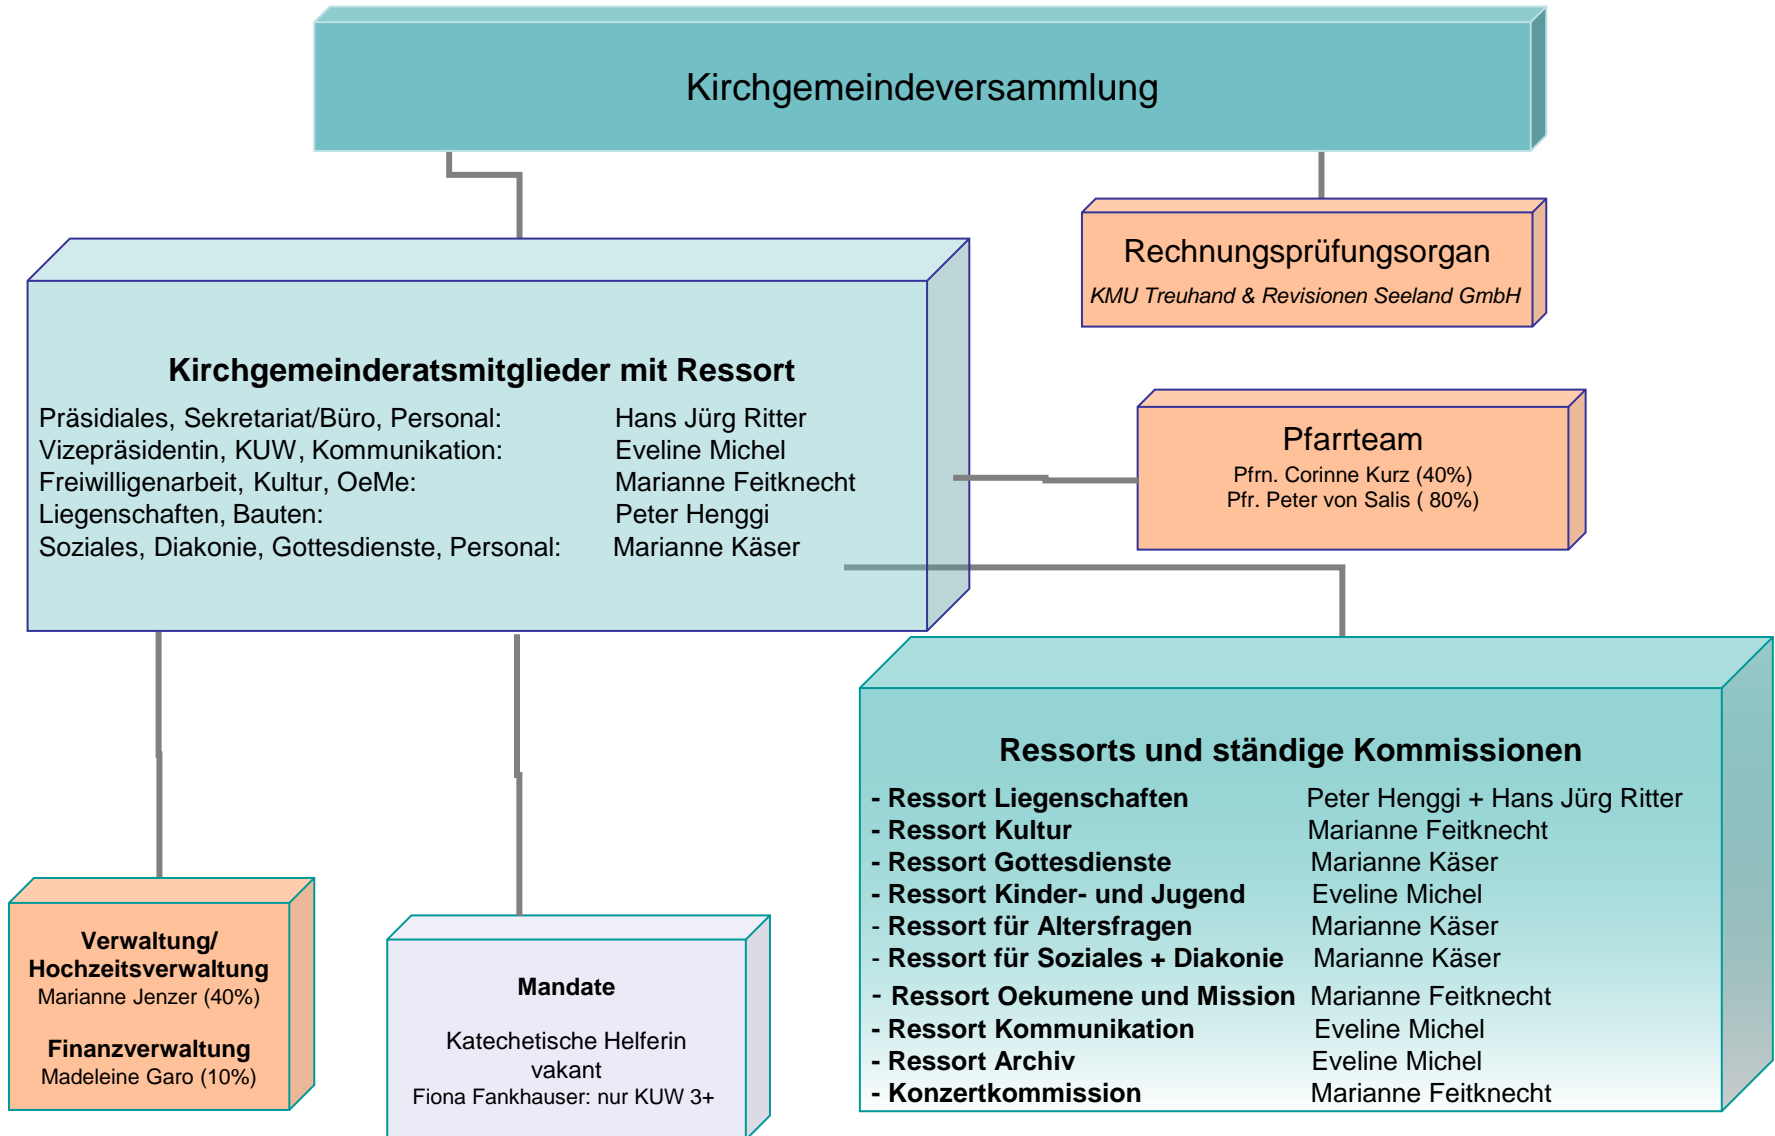 Kirchgemeindeversammlung
Rechnungsprüfungsorgan
KMU Treuhand & Revisionen Seeland GmbH
Kirchgemeinderatsmitglieder mit Ressort
Präsidiales, Sekretariat/Büro, Personal: Hans Jürg Ritter
Vizepräsidentin, KUW, Kommunikation: Eveline Michel
Freiwilligenarbeit, Kultur, OeMe: Marianne Feitknecht
Liegenschaften, Bauten: Peter Henggi
Soziales, Diakonie, Gottesdienste, Personal: Marianne Käser
Pfarrteam
Pfrn. Corinne Kurz (40%)
Pfr. Peter von Salis ( 80%)
Ressorts und ständige Kommissionen
- Ressort Liegenschaften Peter Henggi + Hans Jürg Ritter
- Ressort Kultur Marianne Feitknecht
- Ressort Gottesdienste Marianne Käser
- Ressort Kinder- und Jugend Eveline Michel
- Ressort für Altersfragen Marianne Käser
- Ressort für Soziales + Diakonie Marianne Käser
- Ressort Oekumene und Mission Marianne Feitknecht
- Ressort Kommunikation Eveline Michel
- Ressort Archiv Eveline Michel
- Konzertkommission Marianne Feitknecht
Verwaltung/
Hochzeitsverwaltung
Marianne Jenzer (40%)
Finanzverwaltung
Madeleine Garo (10%)
Mandate
Katechetische Helferin
vakant
Fiona Fankhauser: nur KUW 3+